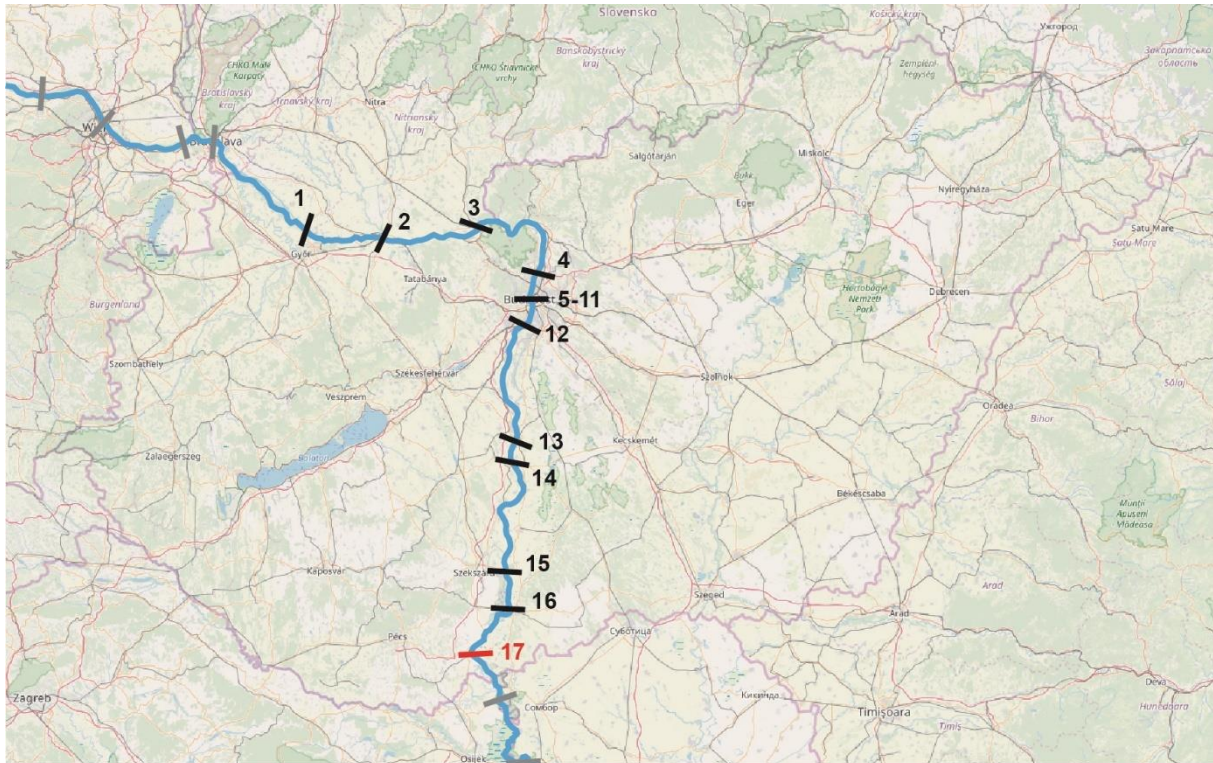 Slovensko
Košický kraj
Ужгород
Закарпатська
область
Banskobystrický
kraj
CHKO Malé
Karpaty
CHKO Štiavnické
vrchy
Zempléni-
hegység
Bratislavský
kraj
Trnavský kraj
Nitra
Nitriansky
kraj
Salgótarján
Miskolc
Nyíregyháza
Bükk
Eger
1
2
3
Győr
Satu Mare
Satu Mare
4
Tatabánya
Hortobágyi
Nemzeti
Park
Debrecen
5-11
Burgenland
12
Szombathely
Székesfehérvár
Szolnok
Sălaj
Veszprém
Oradea
Bihor
13
Kecskemét
Zalaegerszeg
Balaton
14
Békéscsaba
Munții
Apuseni
Vlădeasa
15
Kaposvár
Szekszárd
Arad
16
Szeged
Arad
Pécs
Суботица
17
Zagreb
Сомбор
Кикинда
Timișoara
Timiș
Deva
Hunedoara
Osijek